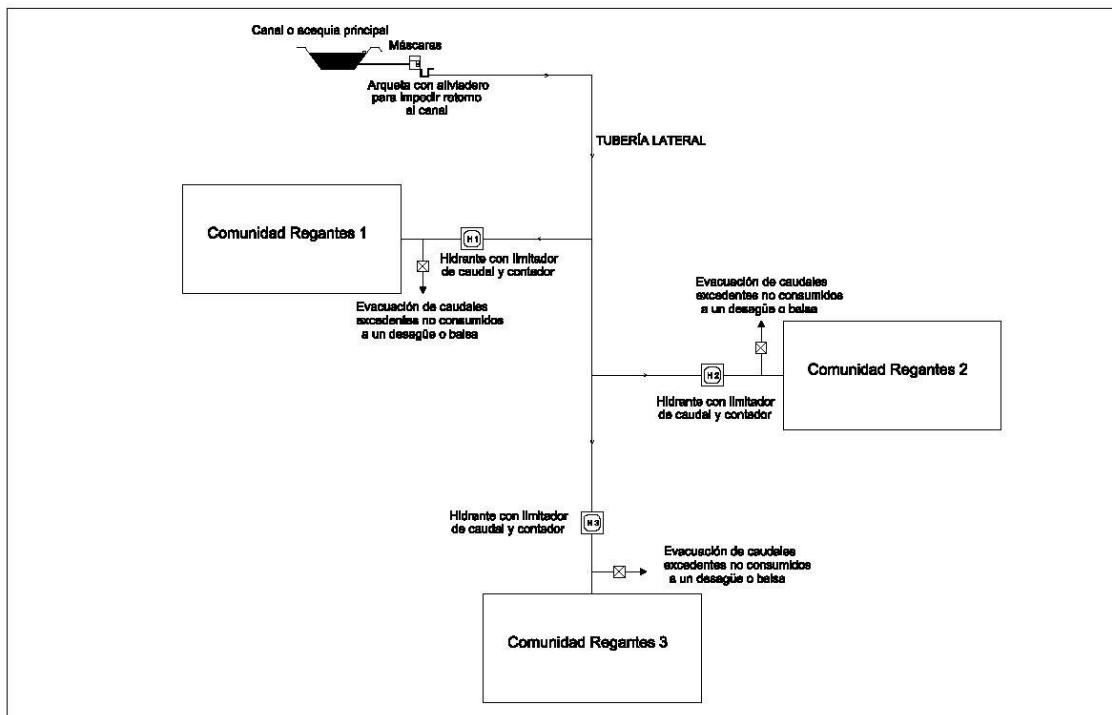 Canal o acequia principal
Máscaras
Arqueta con aliviadero
para impedir retorno
al canal
TUBERÍA LATERAL
Comunidad Regantes 1
H1
Hidrante con limitador
de caudal y contador
Evacuación de caudales
excedentes no consumidos
a un desagüe o balsa
Evacuación de caudales
excedentes no consumidos
a un desagüe o balsa
H2
Comunidad Regantes 2
Hidrante con limitador
de caudal y contador
Hidrante con limitador
de caudal y contador
H3
Evacuación de caudales
excedentes no consumidos
a un desagüe o balsa
Comunidad Regantes 3